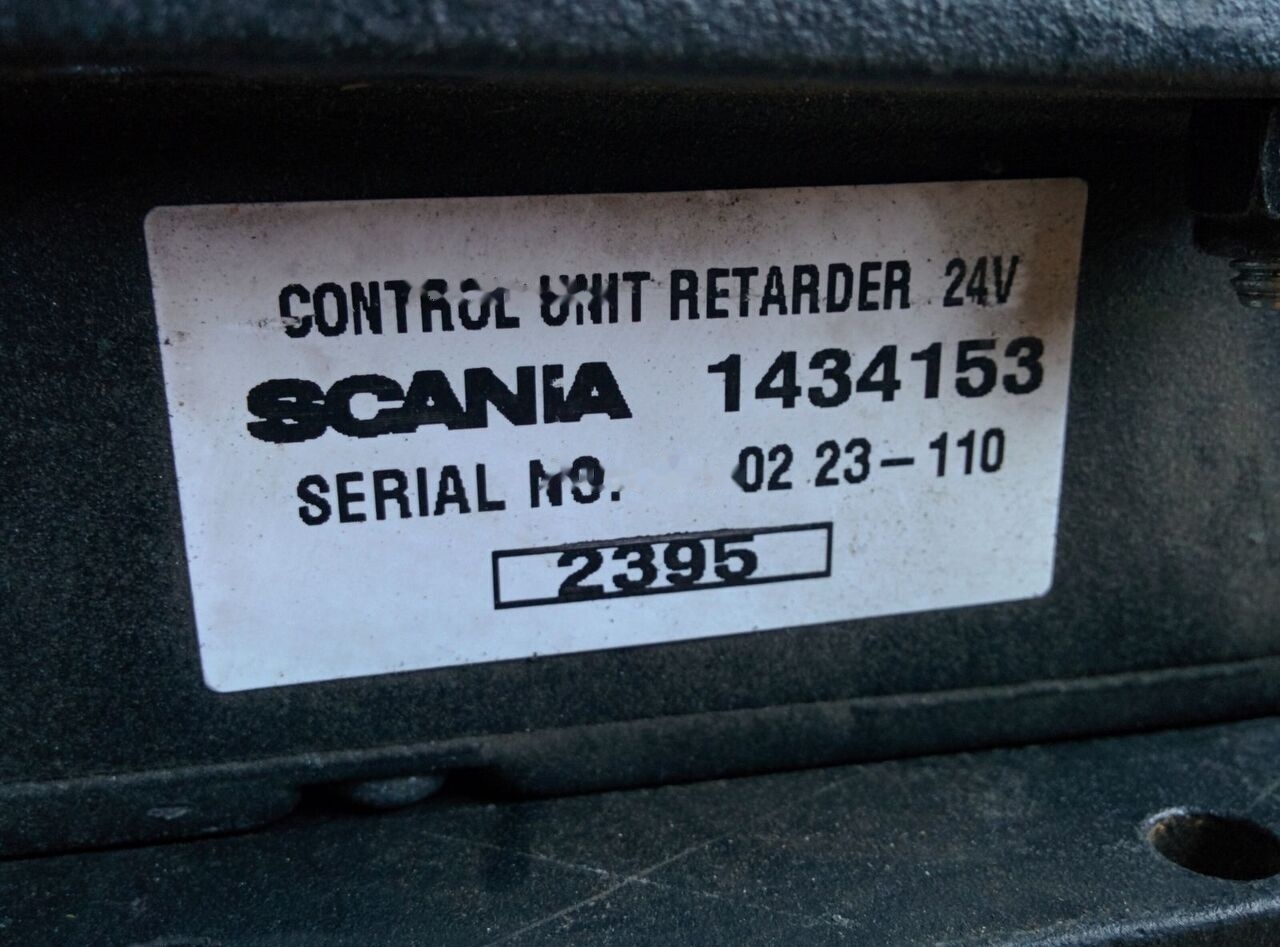 CONTROL UNIT RETARDER 24V
SCANIA 1434153
SERIAL NO. 02 23-110
2395